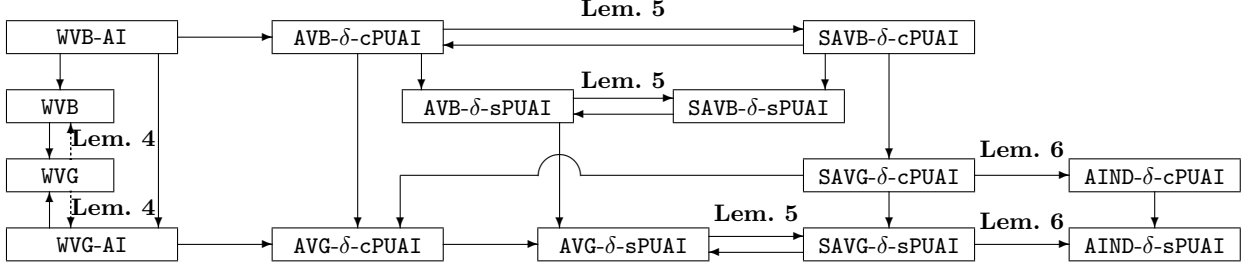 Lem. 5
WVB-AI AVB-δ-cPUAI SAVB-δ-cPUAI
Lem. 5
WVB AVB-δ-sPUAI SAVB-δ-sPUAI
Lem. 4
Lem. 6
WVG SAVG-δ-cPUAI AIND-δ-cPUAI
Lem. 4 Lem. 5 Lem. 6
WVG-AI AVG-δ-cPUAI AVG-δ-sPUAI SAVG-δ-sPUAI AIND-δ-sPUAI